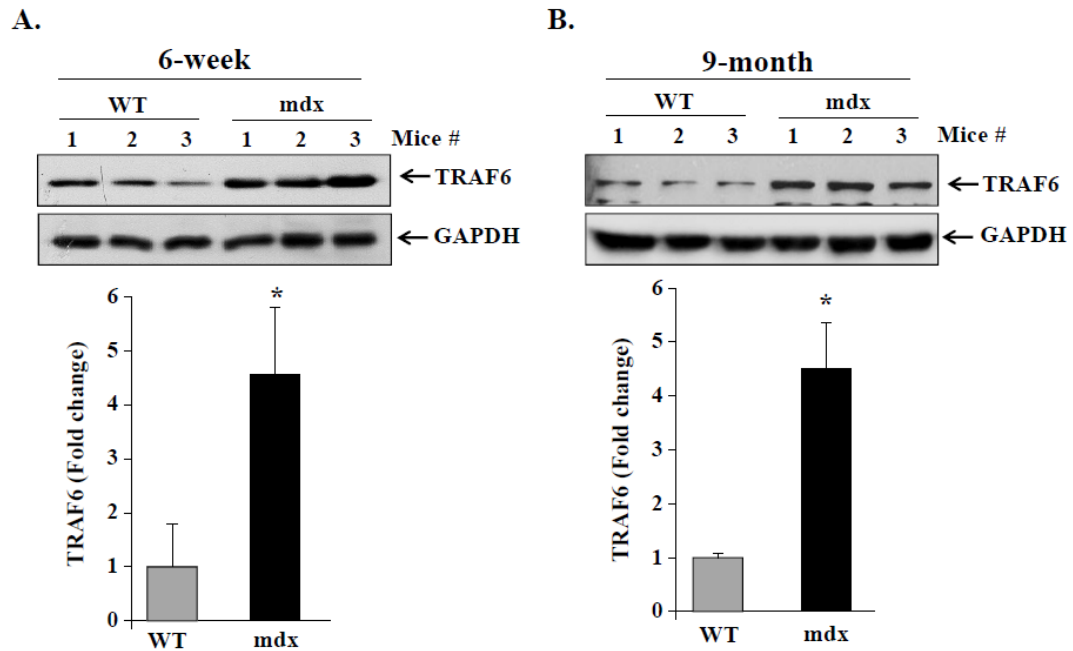 A.
6-week
WT mdx
1 2 3 1 2 3 Mice #
TRAF6
GAPDH
6
*
5
4
3
2
1
0
TRAF6 (Fold change)
WT mdx
B.
9-month
WT mdx
1 2 3 1 2 3 Mice #
TRAF6
GAPDH
6
*
5
4
3
2
1
0
TRAF6 (Fold change)
WT mdx